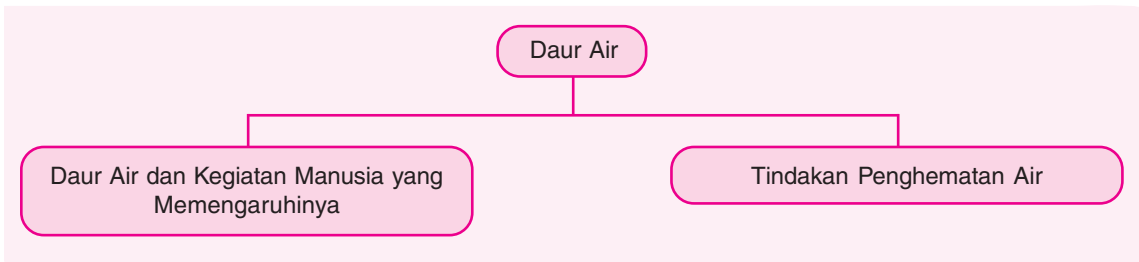 Daur Air
Daur Air dan Kegiatan Manusia yang
Memengaruhinya
Tindakan Penghematan Air